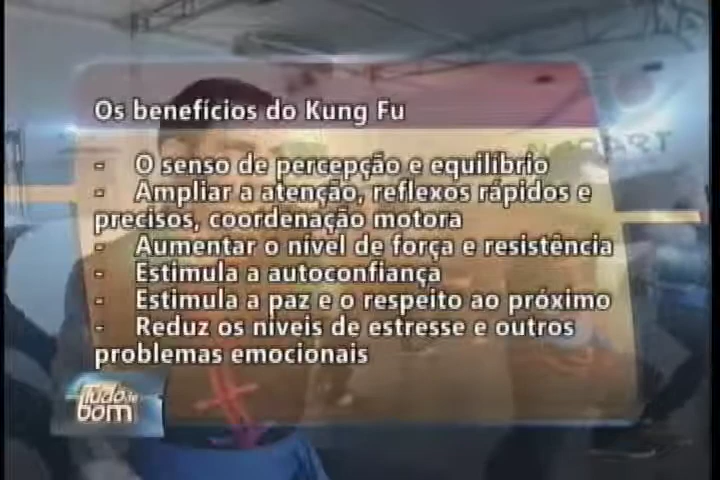 Os benefícios do Kung Fu
- O senso de percepção e equilíbrio
- Ampliar a atenção, reflexos rápidos e
precisos, coordenação motora
- Aumentar o nível de força e resistência
- Estimula a autoconfiança
- Estimula a paz e o respeito ao próximo
- Reduz os níveis de estresse e outros
problemas emocionais
Tudo de
bom